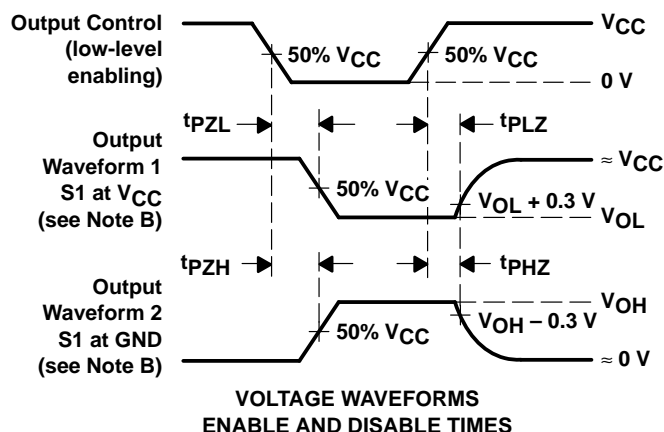 Output Control
(low-level
enabling)
50% VCC
50% VCC
VCC
0 V
tPZL
tPLZ
Output
Waveform 1
S1 at VCC
(see Note B)
50% VCC
≈ VCC
VOL + 0.3 V
VOL
tPZH
tPHZ
Output
Waveform 2
S1 at GND
(see Note B)
50% VCC
VOH
VOH – 0.3 V
≈ 0 V
VOLTAGE WAVEFORMS
ENABLE AND DISABLE TIMES